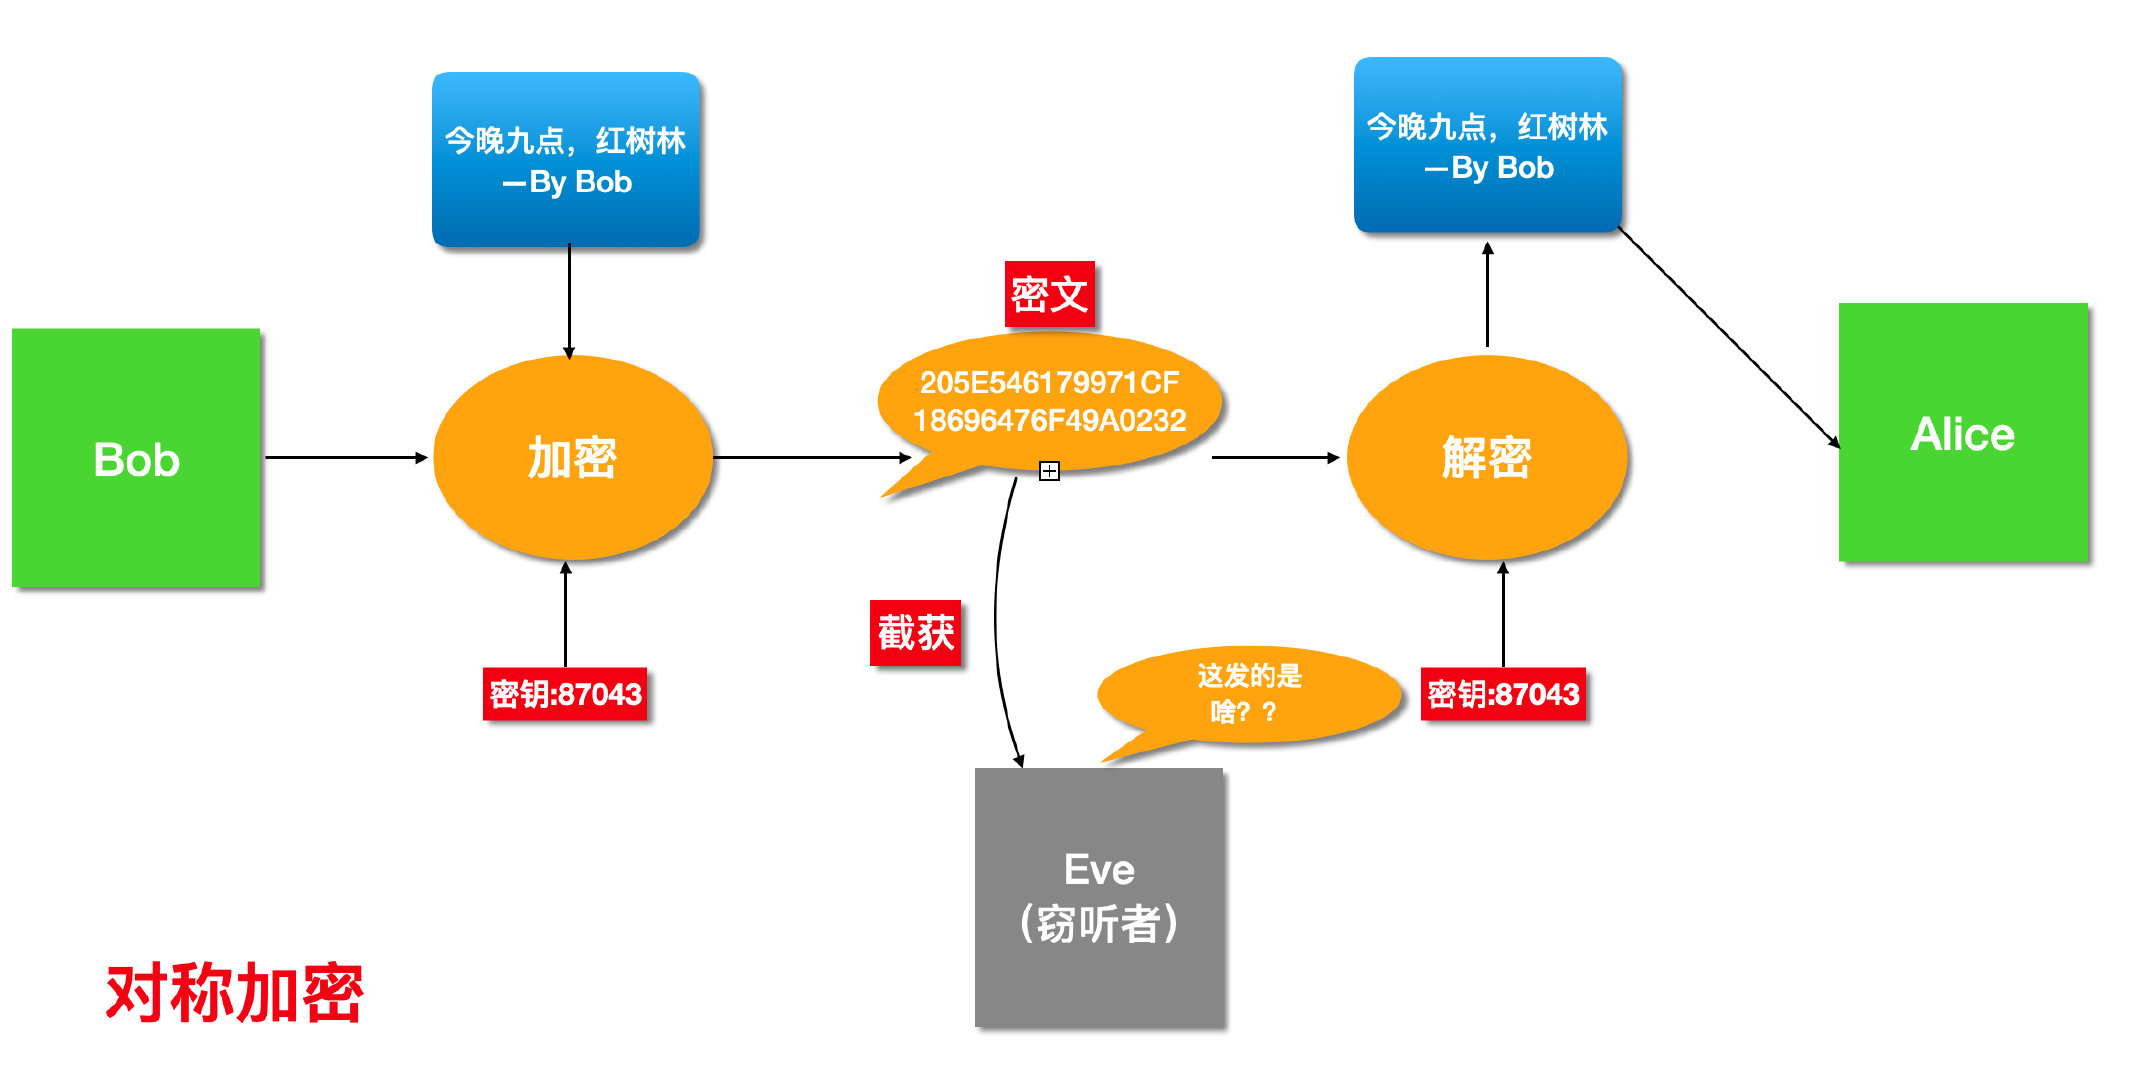 今晚九点，红树林
—By Bob
今晚九点，红树林
—By Bob
密文
205E546179971CF
18696476F49A0232
Bob
加密
解密
Alice
截获
这发的是
啥？？
密钥:87043
密钥:87043
Eve
（窃听者）
对称加密